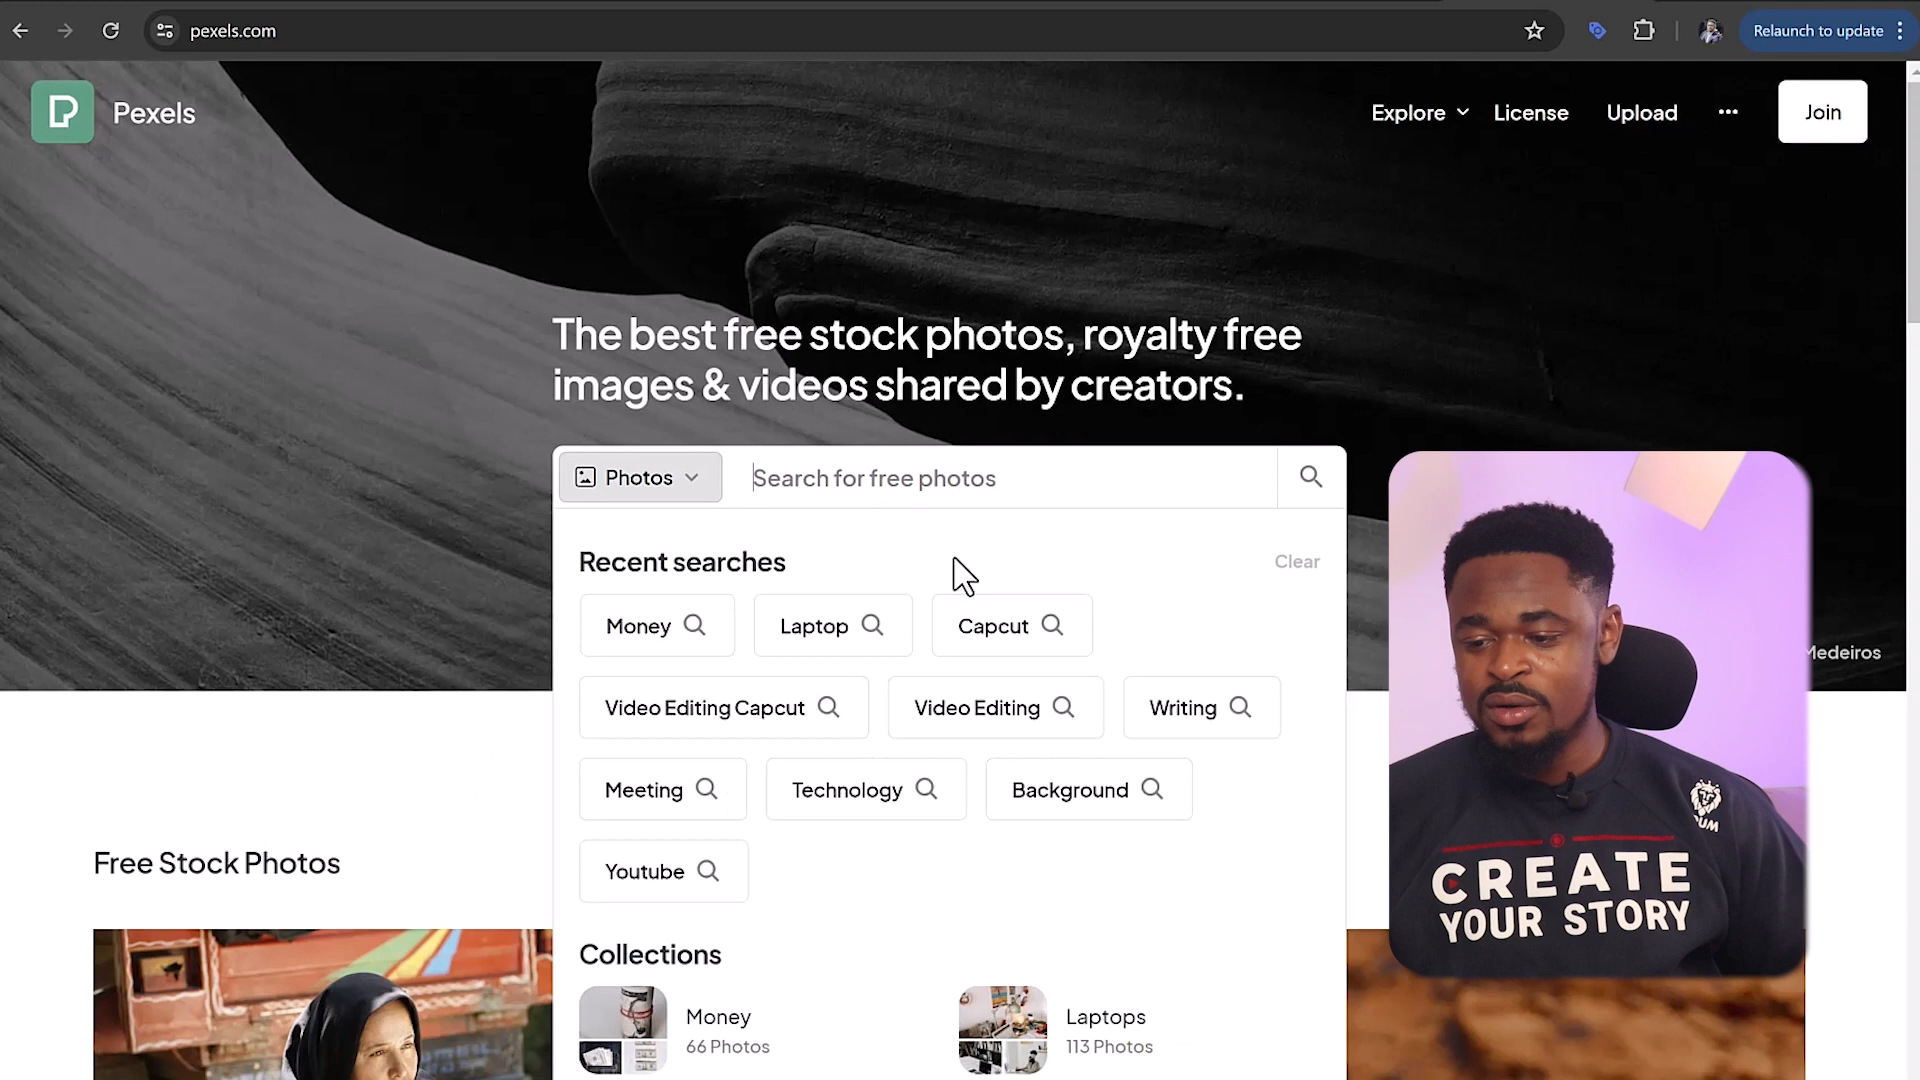 pexels.com
Relaunch to update
Pexels
Explore
License
Upload
Join
The best free stock photos, royalty free
images & videos shared by creators.
Photos
Search for free photos
Recent searches
Clear
Money
Laptop
Capcut
Video Editing Capcut
Video Editing
Writing
Meeting
Technology
Background
Youtube
Medeiros
Free Stock Photos
Collections
Money
66 Photos
Laptops
113 Photos
CREATE
YOUR STORY